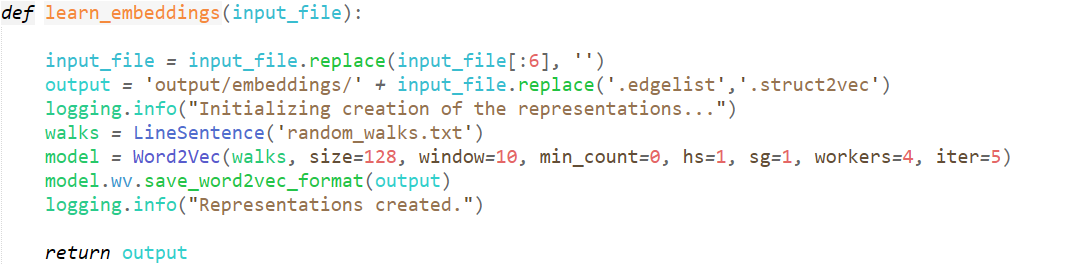 def learn_embeddings(input_file):
input_file = input_file.replace(input_file[:6], '')
output = 'output/embeddings/' + input_file.replace('.edgelist','.struct2vec')
logging.info("Initializing creation of the representations...")
walks = LineSentence('random_walks.txt')
model = Word2Vec(walks, size=128, window=10, min_count=0, hs=1, sg=1, workers=4, iter=5)
model.wv.save_word2vec_format(output)
logging.info("Representations created.")
return output